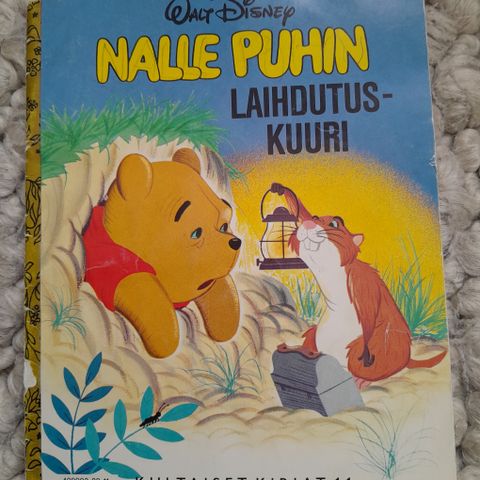 WALT DISNEY
NALLE PUHIN
LAIHDUTUS-
KUURI